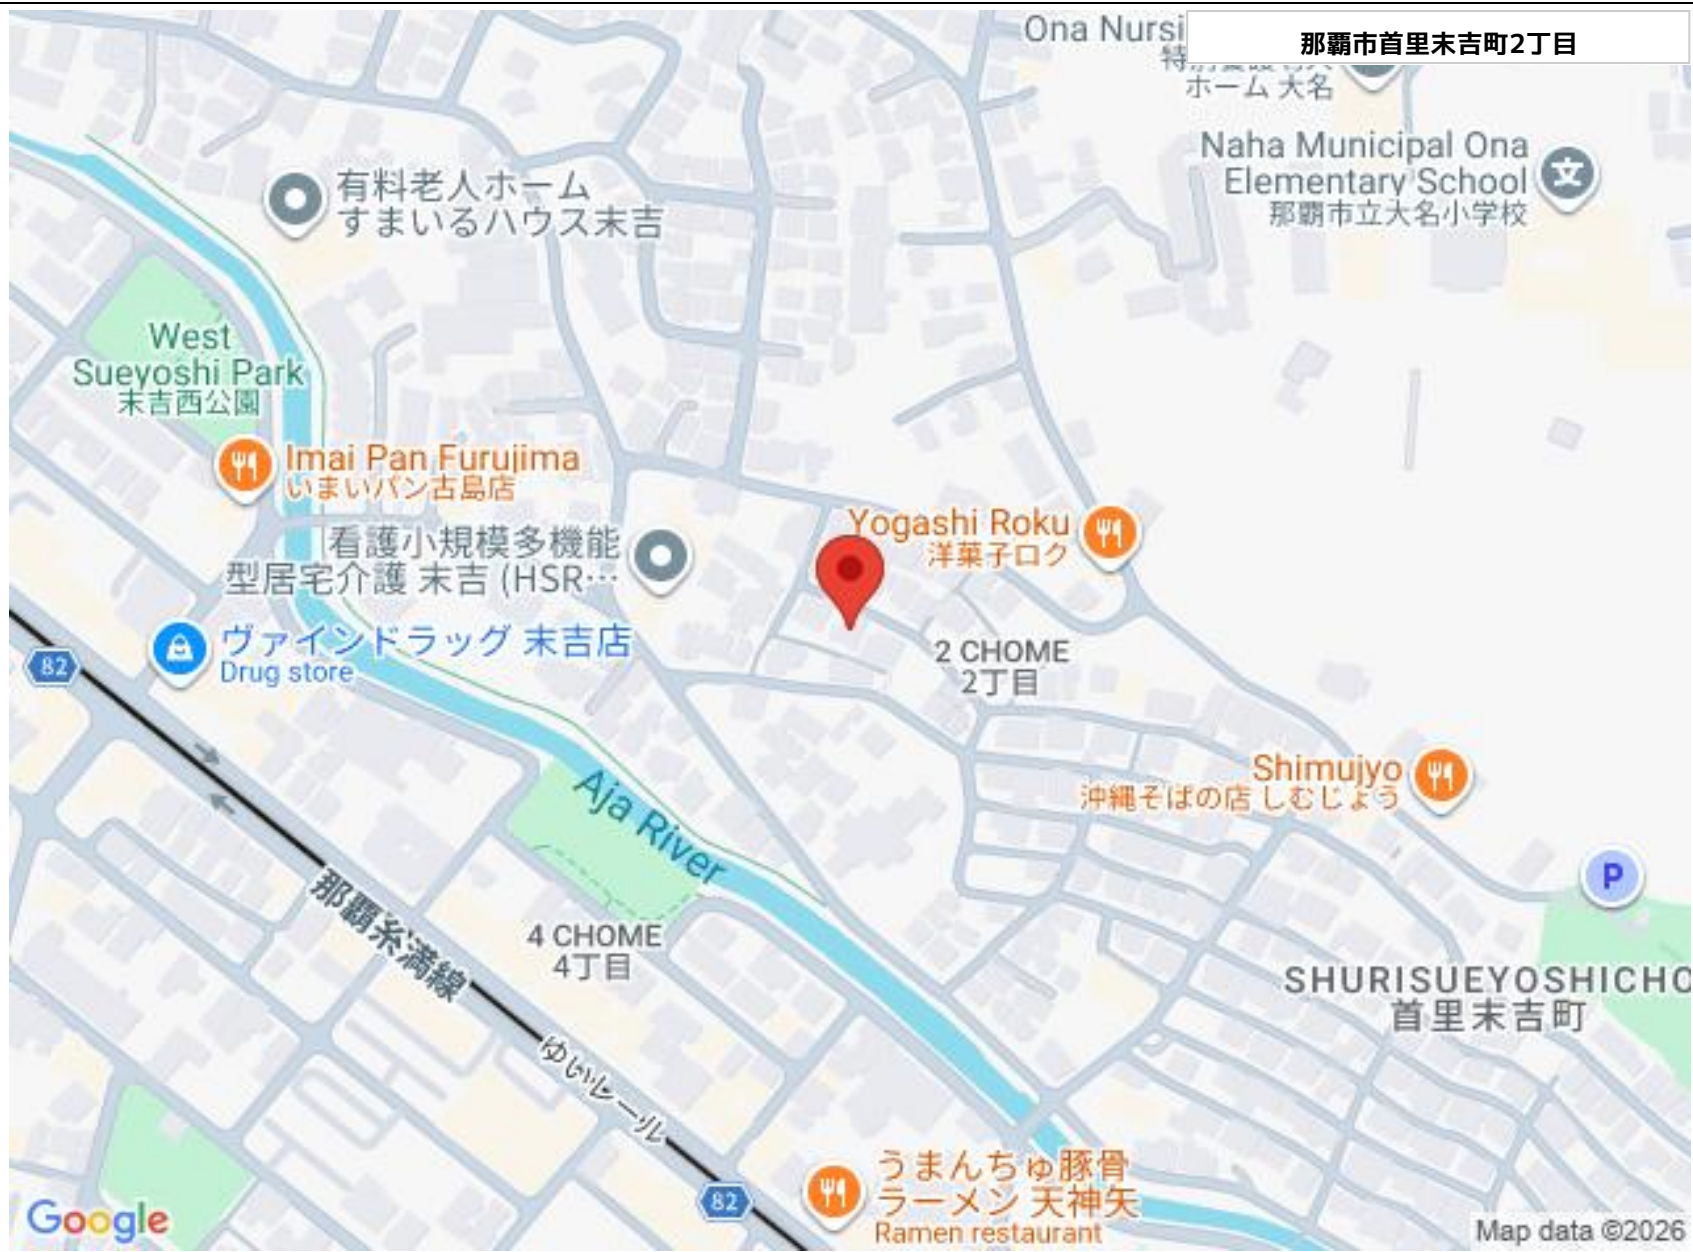 那覇市首里末吉町2丁目
Ona Nursi
ホーム 大名
Naha Municipal Ona
Elementary School
那覇市立大名小学校
有料老人ホーム
すまいるハウス末吉
West
Sueyoshi Park
末吉西公園
Imai Pan Furujima
いまいパン古島店
Yogashi Roku
洋菓子ロク
看護小規模多機能
型居宅介護 末吉 (HSR…
ヴァインドラッグ 末吉店
Drug store
82
2 CHOME
2丁目
Shimujyo
沖縄そばの店 しむじょう
Aja River
P
那覇糸満線
4 CHOME
4丁目
SHURISUEYOSHICHO
首里末吉町
ゆいレール
82
うまんちゅ豚骨
ラーメン 天神矢
Ramen restaurant
Google
Map data ©2026